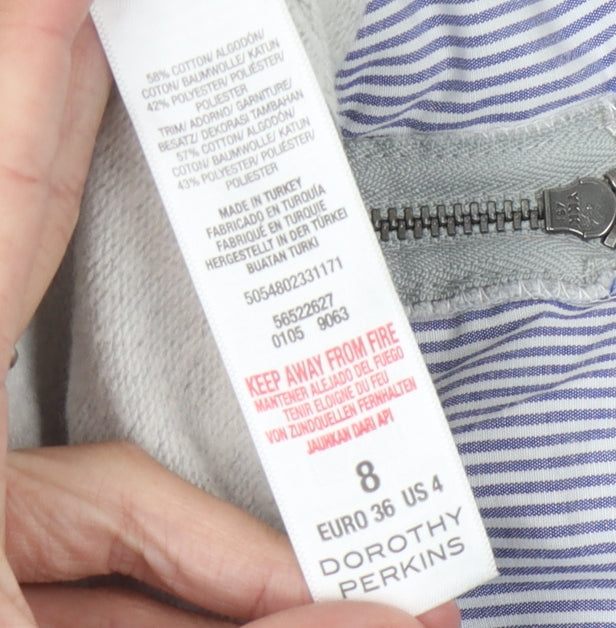 58% COTTON/ ALGODÓN/
COTON/ BAUMWOLLE/ KATUN
42% POLYESTER/ POLIÉSTER/
POLIESTER
TRIM/ ADORNO/ GARNITURE/
BESATZ/ DEKORASI TAMBAHAN
57% COTTON/ ALGODÓN/
COTON/ BAUMWOLLE/ KATUN
43% POLYESTER/ POLIÉSTER/
POLIESTER
MADE IN TURKEY
FABRICADO EN TURQUÍA
FABRIQUÉ EN TURQUIE
HERGESTELLT IN DER TÜRKEI
BUATAN TURKI
5054802331171
56522627
0105 9063
KEEP AWAY FROM FIRE
MANTENER ALEJADO DEL FUEGO
TENIR ELOIGNE DU FEU
VON ZUNDQUELLEN FERNHALTEN
JAUHKAN DARI API
8
EURO 36 US 4
DOROTHY
PERKINS